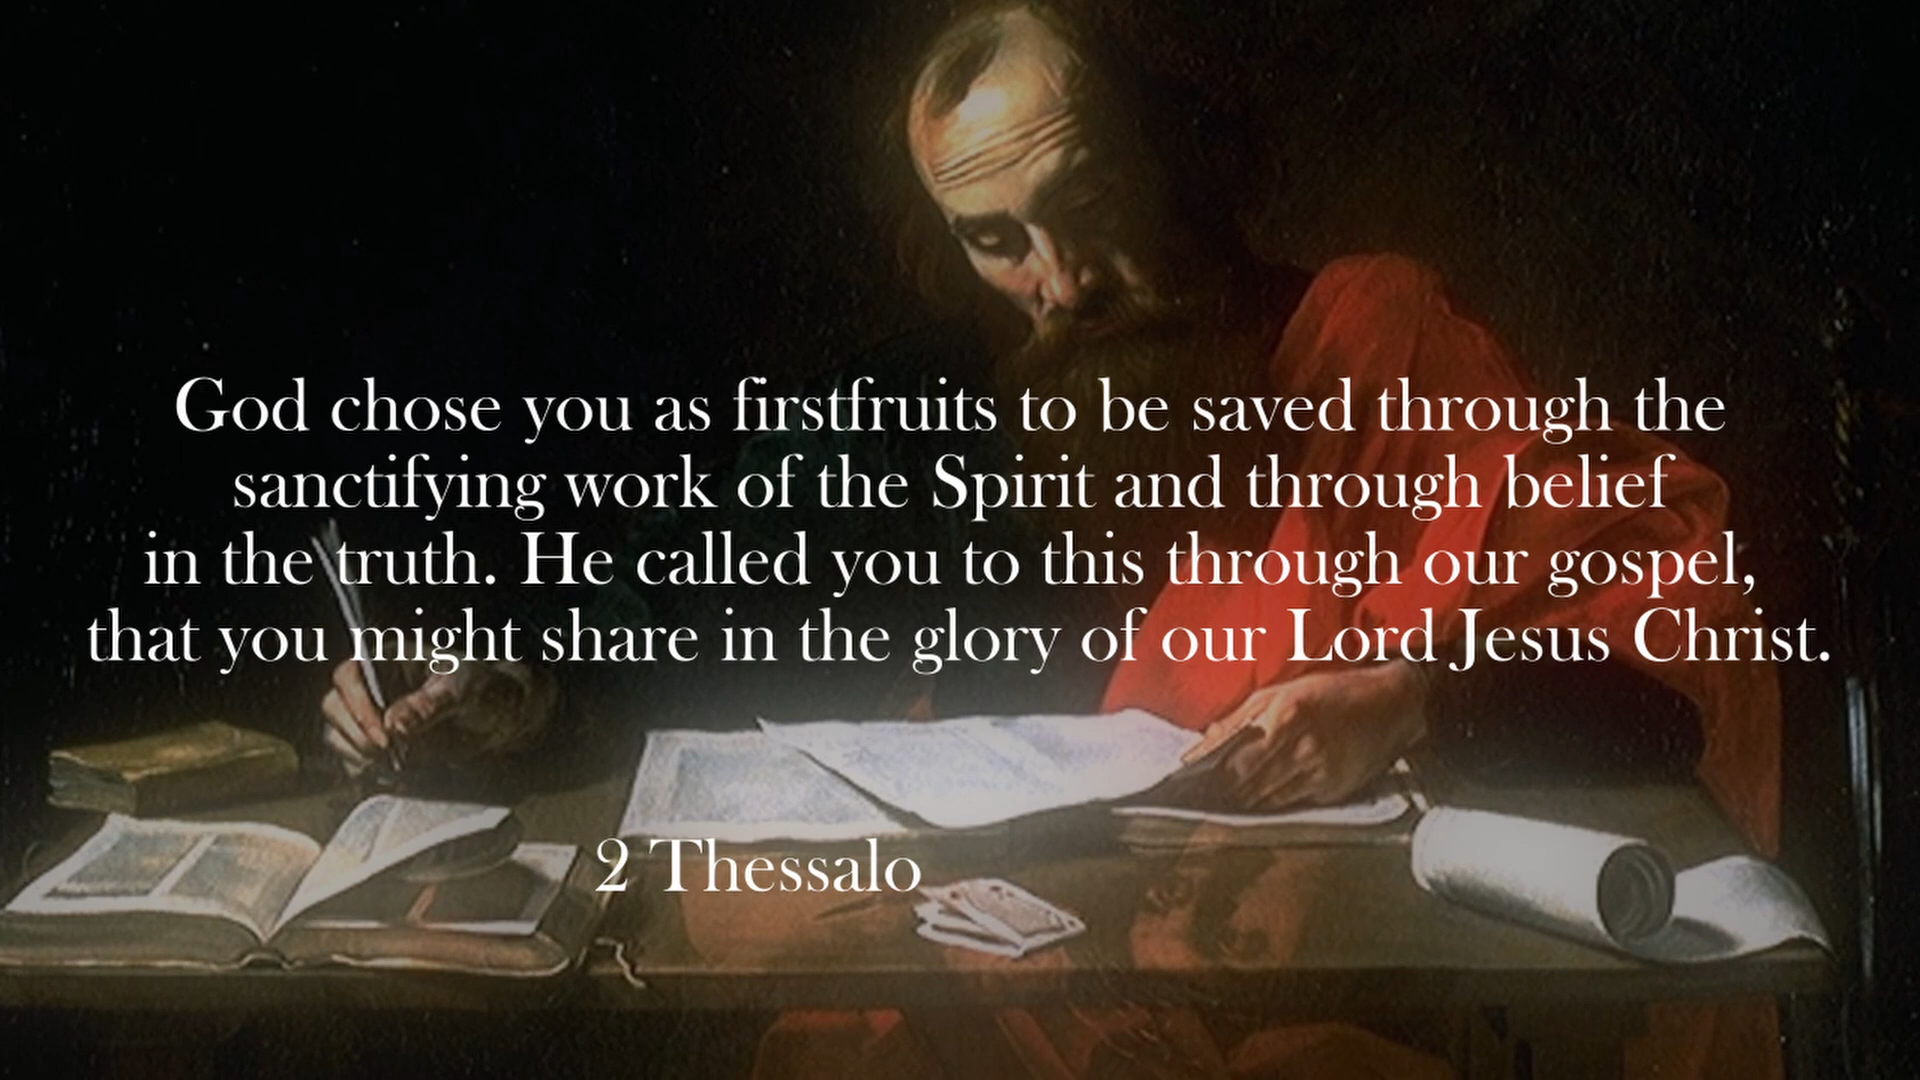 God chose you as firstfruits to be saved through the
sanctifying work of the Spirit and through belief
in the truth. He called you to this through our gospel,
that you might share in the glory of our Lord Jesus Christ.
2 Thessalo